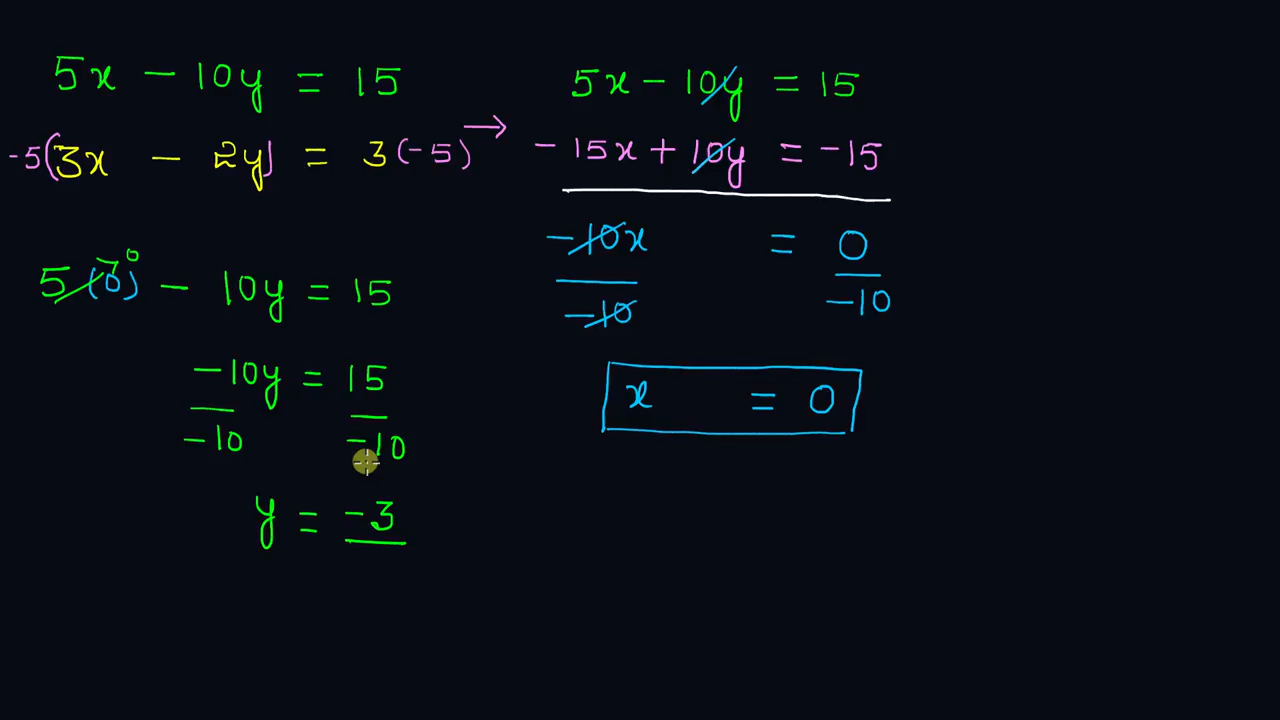 5x - 10y = 15
-5(3x - 2y) = 3(-5) →
5(0)→0 - 10y = 15
-10y = 15
-10 -10
y = -3
5x - 10y = 15
-15x + 10y = -15
-10x = 0
-10 -10
x = 0